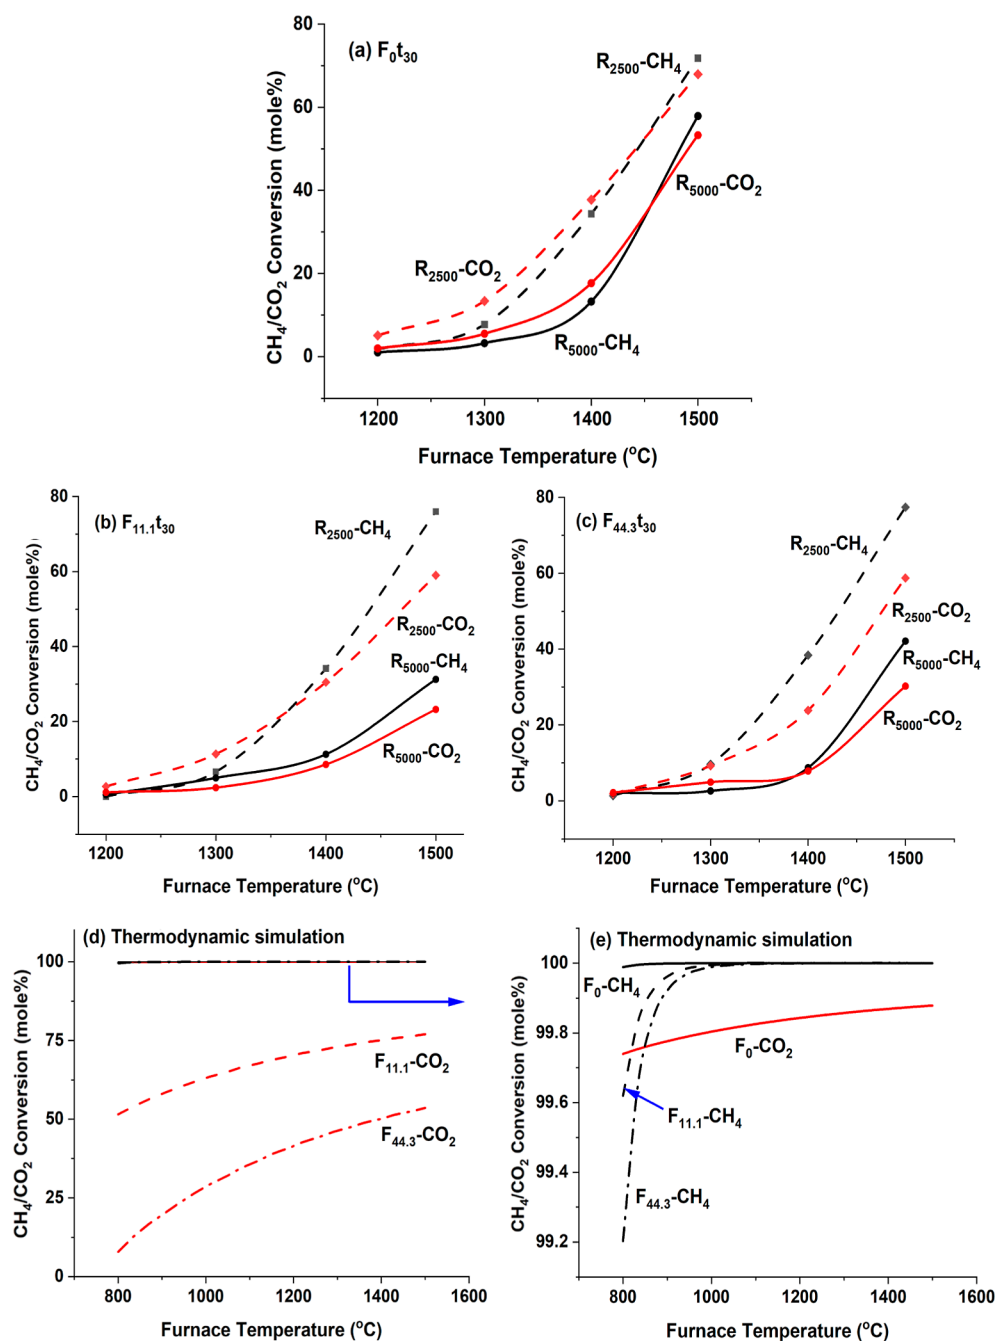 (a) F₀t₃₀
CH₄/CO₂ Conversion (mole%)
80
60
40
20
0
R₂₅₀₀-CH₄
R₅₀₀₀-CO₂
R₂₅₀₀-CO₂
R₅₀₀₀-CH₄
1200 1300 1400 1500
Furnace Temperature (°C)
(b) F₁₁.₁t₃₀
CH₄/CO₂ Conversion (mole%)
80
60
40
20
0
R₂₅₀₀-CH₄
R₂₅₀₀-CO₂
R₅₀₀₀-CH₄
R₅₀₀₀-CO₂
1200 1300 1400 1500
Furnace Temperature (°C)
(c) F₄₄.₃t₃₀
CH₄/CO₂ Conversion (mole%)
80
60
40
20
0
R₂₅₀₀-CH₄
R₂₅₀₀-CO₂
R₅₀₀₀-CH₄
R₅₀₀₀-CO₂
1200 1300 1400 1500
Furnace Temperature (°C)
(d) Thermodynamic simulation
CH₄/CO₂ Conversion (mole%)
100
75
50
25
0
F₁₁.₁-CO₂
F₄₄.₃-CO₂
800 1000 1200 1400 1600
Furnace Temperature (°C)
(e) Thermodynamic simulation
CH₄/CO₂ Conversion (mole%)
100
99.8
99.6
99.4
99.2
F₀-CH₄
F₀-CO₂
F₁₁.₁-CH₄
F₄₄.₃-CH₄
800 1000 1200 1400 1600
Furnace Temperature (°C)